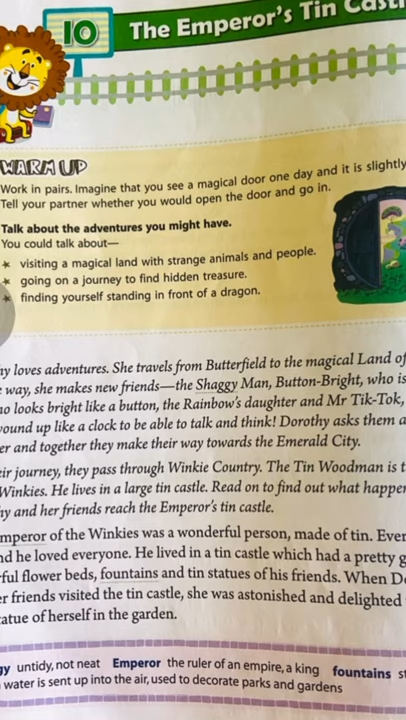 10 The Emperor's Tin
WARM UP
Work in pairs. Imagine that you see a magical door one day and it is slightly
Tell your partner whether you would open the door and go in.
Talk about the adventures you might have.
You could talk about—
★ visiting a magical land with strange animals and people.
★ going on a journey to find hidden treasure.
★ finding yourself standing in front of a dragon.
loves adventures. She travels from Butterfield to the magical Land of
way, she makes new friends—the Shaggy Man, Button-Bright, who is
looks bright like a button, the Rainbow's daughter and Mr Tik-Tok,
up like a clock to be able to talk and think! Dorothy asks them
and together they make their way towards the Emerald City.
journey, they pass through Winkie Country. The Tin Woodman is
Winkies. He lives in a large tin castle. Read on to find out what
and her friends reach the Emperor's tin castle.
of the Winkies was a wonderful person, made of tin.
he loved everyone. He lived in a tin castle which had a pretty
flower beds, fountains and tin statues of his friends. When
friends visited the tin castle, she was astonished and delighted
of herself in the garden.
untidy, not neat Emperor the ruler of an empire, a king fountains
water is sent up into the air, used to decorate parks and gardens